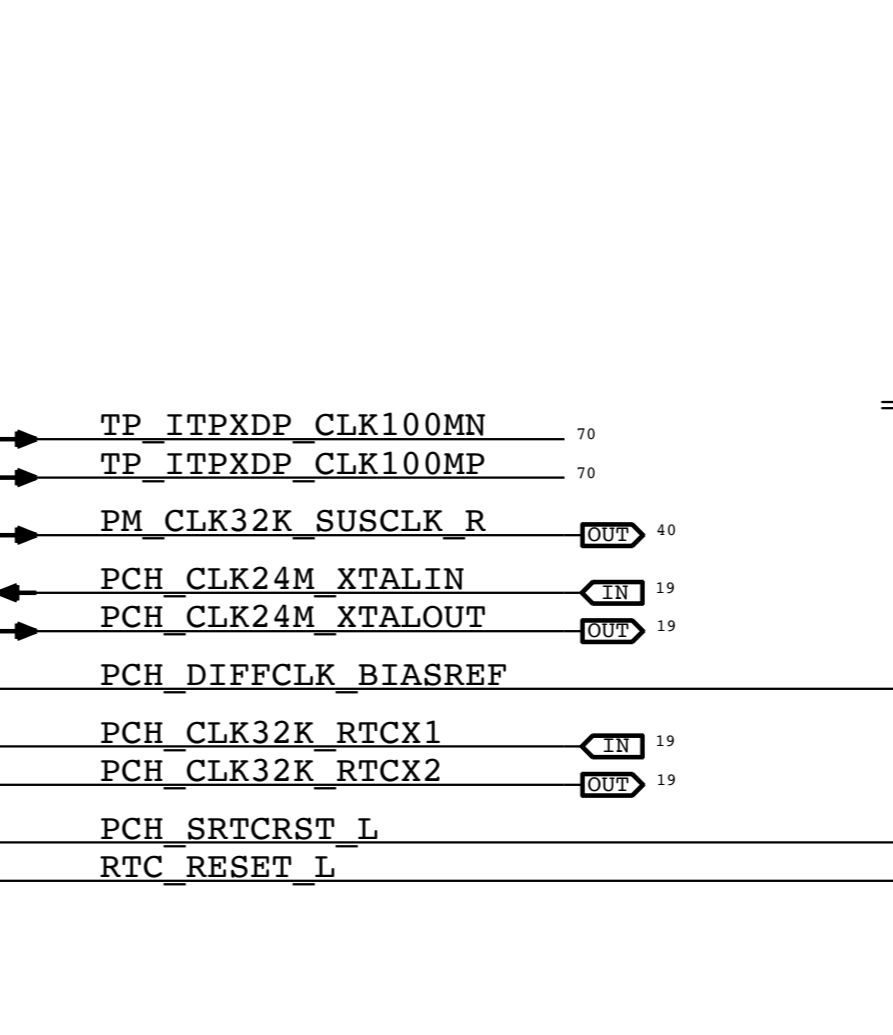 TP_ITPXDP_CLK100MN 70
TP_ITPXDP_CLK100MP 70
PM_CLK32K_SUSCLK_R OUT 40
PCH_CLK24M_XTALIN IN 19
PCH_CLK24M_XTALOUT OUT 19
PCH_DIFFCLK_BIASREF
PCH_CLK32K_RTCX1 IN 19
PCH_CLK32K_RTCX2 OUT 19
PCH_SRTCRST_L
RTC_RESET_L